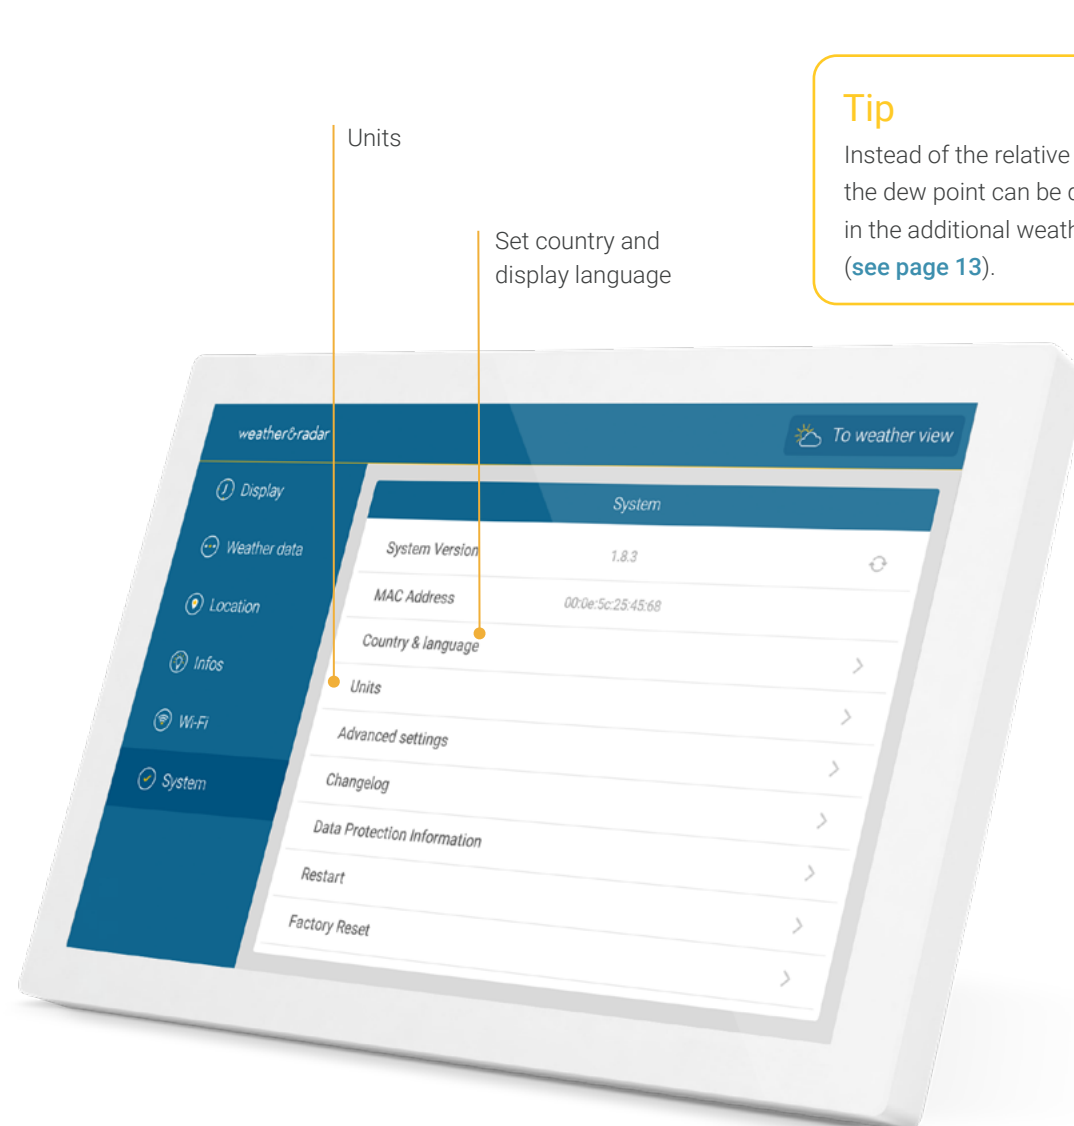 Tip
Instead of the relative
the dew point can be
in the additional
(see page 13).
Units
Set country and
display language
weather&radar
To weather view
Display
Weather data
Location
Infos
Wi-Fi
System
System
System Version 1.8.3
MAC Address 00:0e:5c:25:45:68
Country & language
Units
Advanced settings
Changelog
Data Protection Information
Restart
Factory Reset